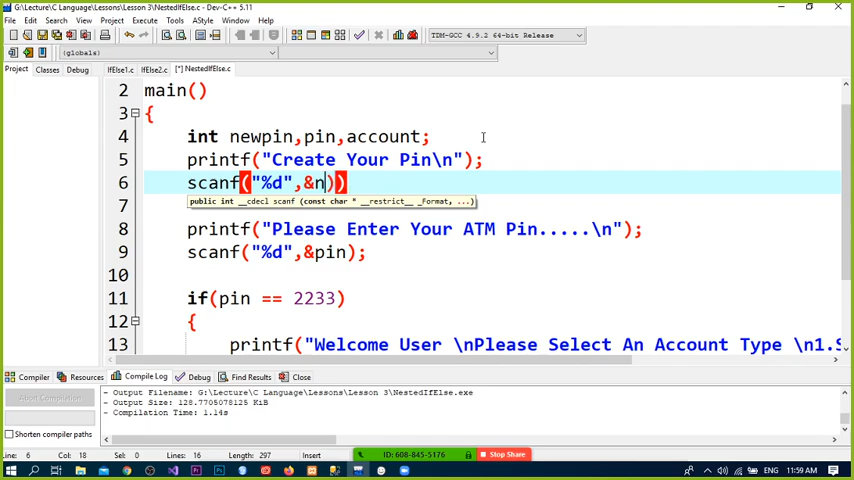 G:\Lecture\C Language\Lessons\Lesson 3\NestedIfElse.c - Dev-C++ 5.11
File Edit Search View Project Execute Tools AStyle Window Help
TDM-GCC 4.9.2 64-bit Release
(globals)
Project Classes Debug IfElse1.c IfElse2.c [*] NestedIfElse.c
2 main()
3 {
4 int newpin,pin,account;
5 printf("Create Your Pin\n");
6 scanf("%d",&n))
public int __cdecl scanf (const char * __restrict__ _Format, ...)
7
8 printf("Please Enter Your ATM Pin.....\n");
9 scanf("%d",&pin);
10
11 if(pin == 2233)
12 {
13 printf("Welcome User \nPlease Select An Account Type \n1.S
Compiler Resources Compile Log Debug Find Results Close
Abort Compilation
Shorten compiler paths
- Output Filename: G:\Lecture\C Language\Lessons\Lesson 3\NestedIfElse.exe
- Output Size: 128.7705078125 KiB
- Compilation Time: 1.14s
Line: 6 Col: 18 Sel: 0 Lines: 16 Length: 297
ID: 608-845-5176 Stop Share
ENG 11:59 AM